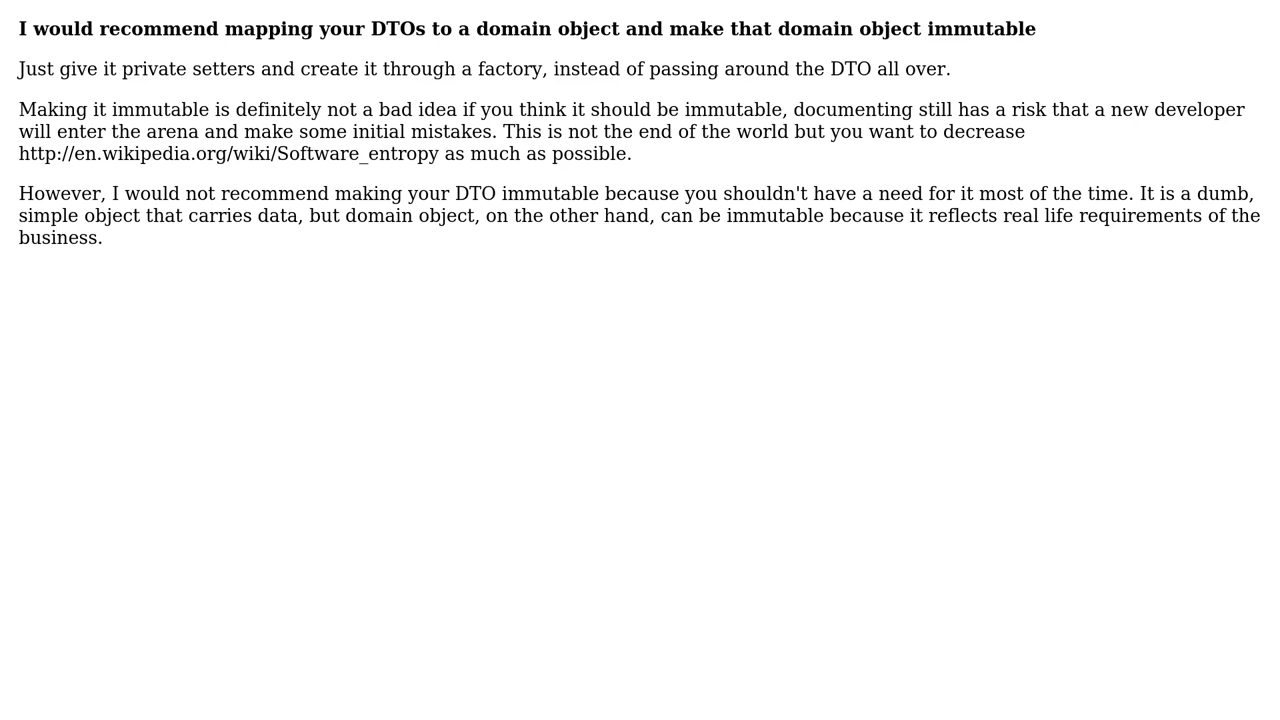 I would recommend mapping your DTOs to a domain object and make that domain object immutable
Just give it private setters and create it through a factory, instead of passing around the DTO all over.
Making it immutable is definitely not a bad idea if you think it should be immutable, documenting still has a risk that a new developer
will enter the arena and make some initial mistakes. This is not the end of the world but you want to decrease
http://en.wikipedia.org/wiki/Software_entropy as much as possible.
However, I would not recommend making your DTO immutable because you shouldn't have a need for it most of the time. It is a dumb,
simple object that carries data, but domain object, on the other hand, can be immutable because it reflects real life requirements of the
business.